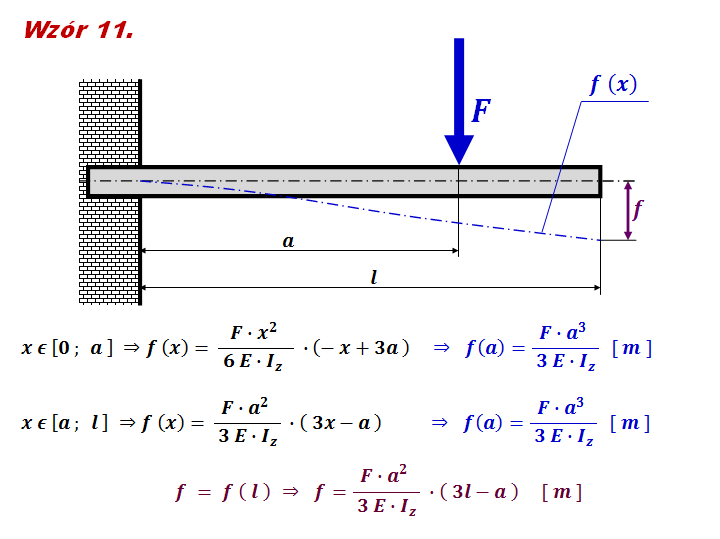 Wzór 11.
f (x)
F
f
a
l
x ϵ [0 ; a ] ⇒ f (x) = F · x² / 6 E · I_z · (− x + 3a) ⇒ f(a) = F · a³ / 3 E · I_z [ m ]
x ϵ [a ; l ] ⇒ f (x) = F · a² / 3 E · I_z · ( 3x − a ) ⇒ f(a) = F · a³ / 3 E · I_z [ m ]
f = f ( l ) ⇒ f = F · a² / 3 E · I_z · ( 3l − a ) [ m ]